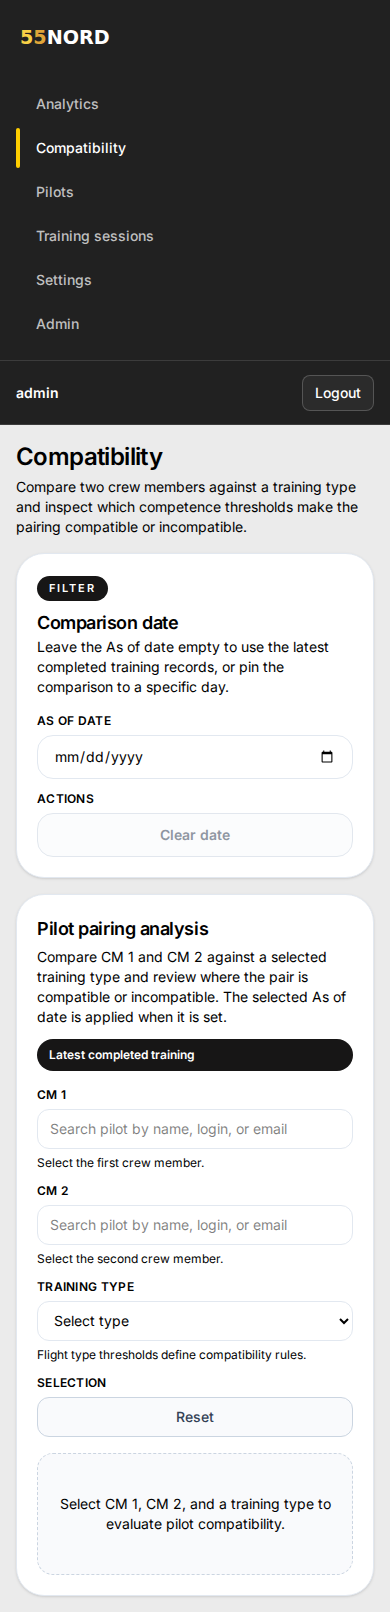 55NORD
Analytics
Compatibility
Pilots
Training sessions
Settings
Admin
admin
Logout
Compatibility
Compare two crew members against a training type
and inspect which competence thresholds make the
pairing compatible or incompatible.
FILTER
Comparison date
Leave the As of date empty to use the latest
completed training records, or pin the
comparison to a specific day.
AS OF DATE
mm/dd/yyyy
ACTIONS
Clear date
Pilot pairing analysis
Compare CM 1 and CM 2 against a selected
training type and review where the pair is
compatible or incompatible. The selected As of
date is applied when it is set.
Latest completed training
CM 1
Search pilot by name, login, or email
Select the first crew member.
CM 2
Search pilot by name, login, or email
Select the second crew member.
TRAINING TYPE
Select type
Flight type thresholds define compatibility rules.
SELECTION
Reset
Select CM 1, CM 2, and a training type to
evaluate pilot compatibility.